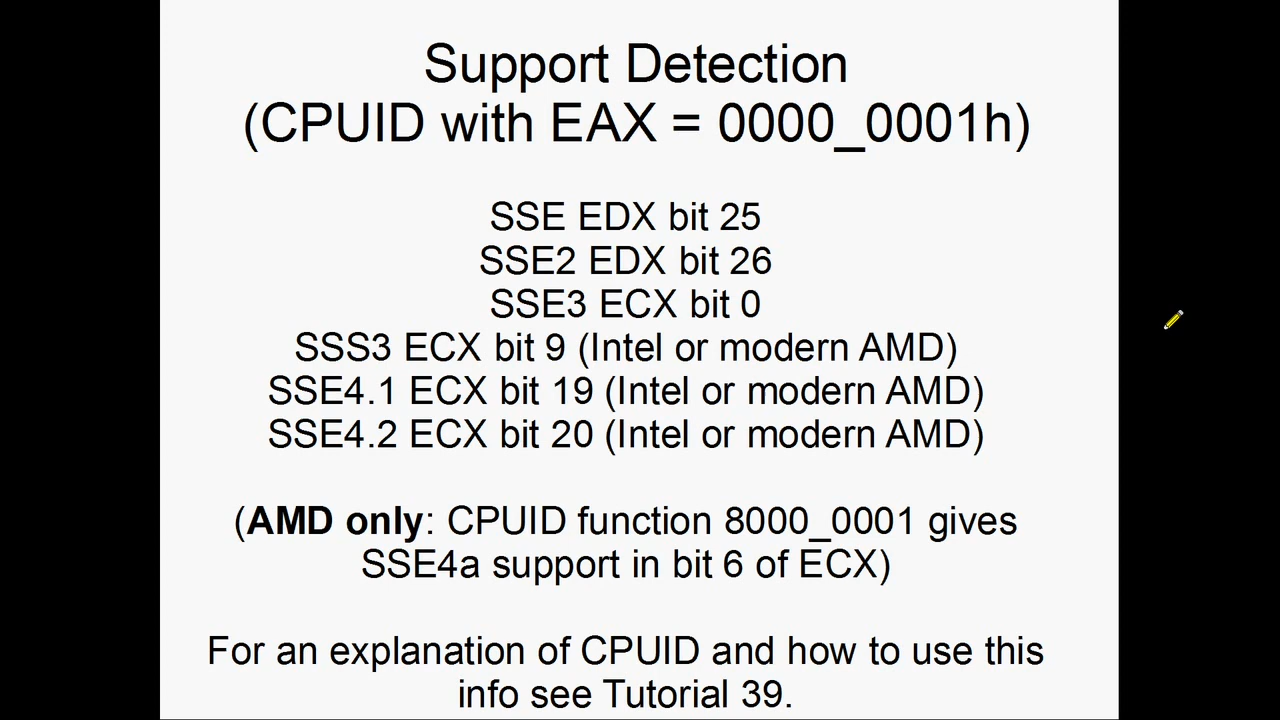 Support Detection
(CPUID with EAX = 0000_0001h)
SSE EDX bit 25
SSE2 EDX bit 26
SSE3 ECX bit 0
SSS3 ECX bit 9 (Intel or modern AMD)
SSE4.1 ECX bit 19 (Intel or modern AMD)
SSE4.2 ECX bit 20 (Intel or modern AMD)
(AMD only: CPUID function 8000_0001 gives
SSE4a support in bit 6 of ECX)
For an explanation of CPUID and how to use this
info see Tutorial 39.